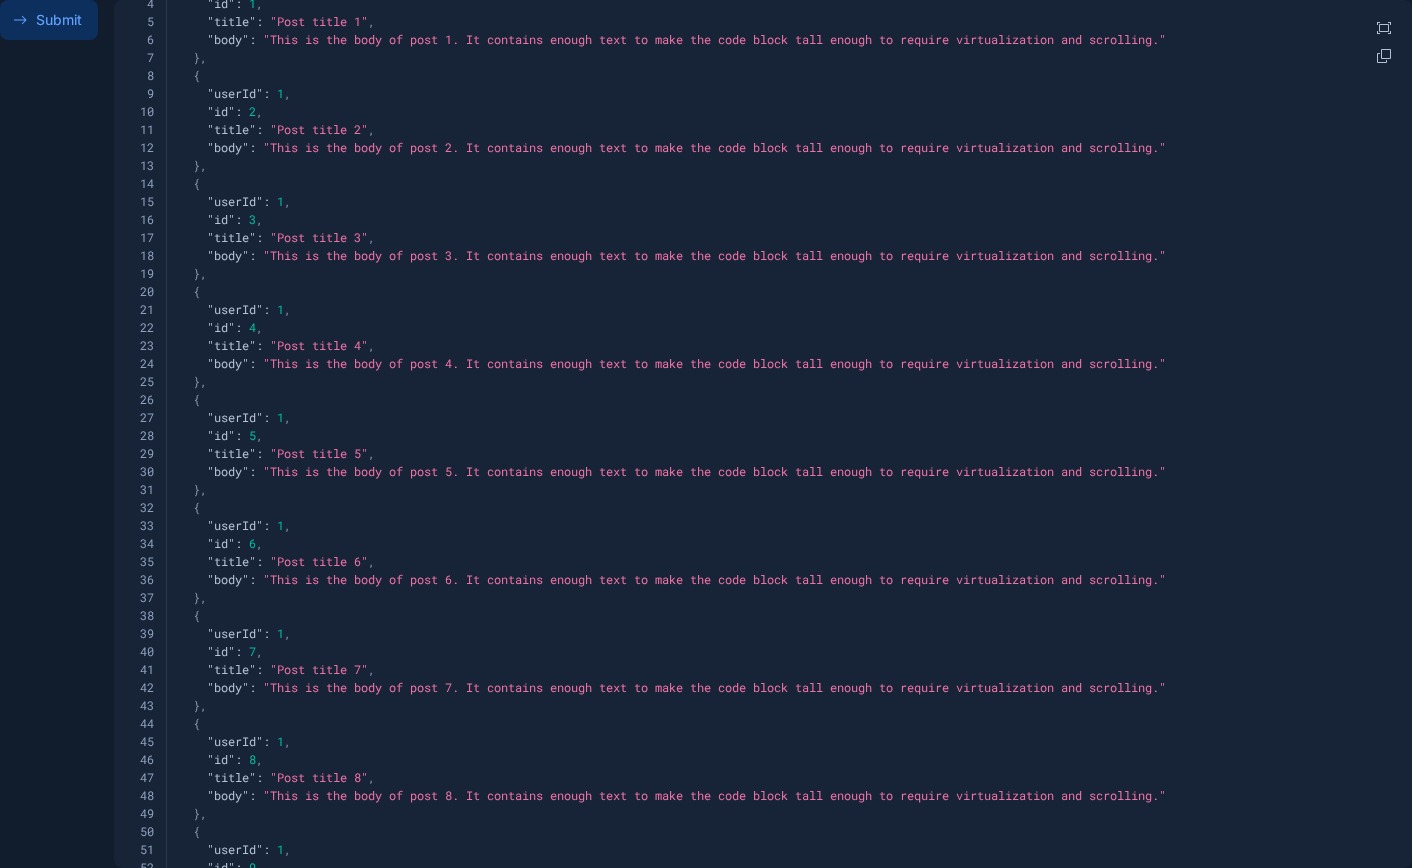 Submit
4 "id": 1,
5 "title": "Post title 1",
6 "body": "This is the body of post 1. It contains enough text to make the code block tall enough to require virtualization and scrolling."
7 },
8 {
9 "userId": 1,
10 "id": 2,
11 "title": "Post title 2",
12 "body": "This is the body of post 2. It contains enough text to make the code block tall enough to require virtualization and scrolling."
13 },
14 {
15 "userId": 1,
16 "id": 3,
17 "title": "Post title 3",
18 "body": "This is the body of post 3. It contains enough text to make the code block tall enough to require virtualization and scrolling."
19 },
20 {
21 "userId": 1,
22 "id": 4,
23 "title": "Post title 4",
24 "body": "This is the body of post 4. It contains enough text to make the code block tall enough to require virtualization and scrolling."
25 },
26 {
27 "userId": 1,
28 "id": 5,
29 "title": "Post title 5",
30 "body": "This is the body of post 5. It contains enough text to make the code block tall enough to require virtualization and scrolling."
31 },
32 {
33 "userId": 1,
34 "id": 6,
35 "title": "Post title 6",
36 "body": "This is the body of post 6. It contains enough text to make the code block tall enough to require virtualization and scrolling."
37 },
38 {
39 "userId": 1,
40 "id": 7,
41 "title": "Post title 7",
42 "body": "This is the body of post 7. It contains enough text to make the code block tall enough to require virtualization and scrolling."
43 },
44 {
45 "userId": 1,
46 "id": 8,
47 "title": "Post title 8",
48 "body": "This is the body of post 8. It contains enough text to make the code block tall enough to require virtualization and scrolling."
49 },
50 {
51 "userId": 1,
52 "id": 9